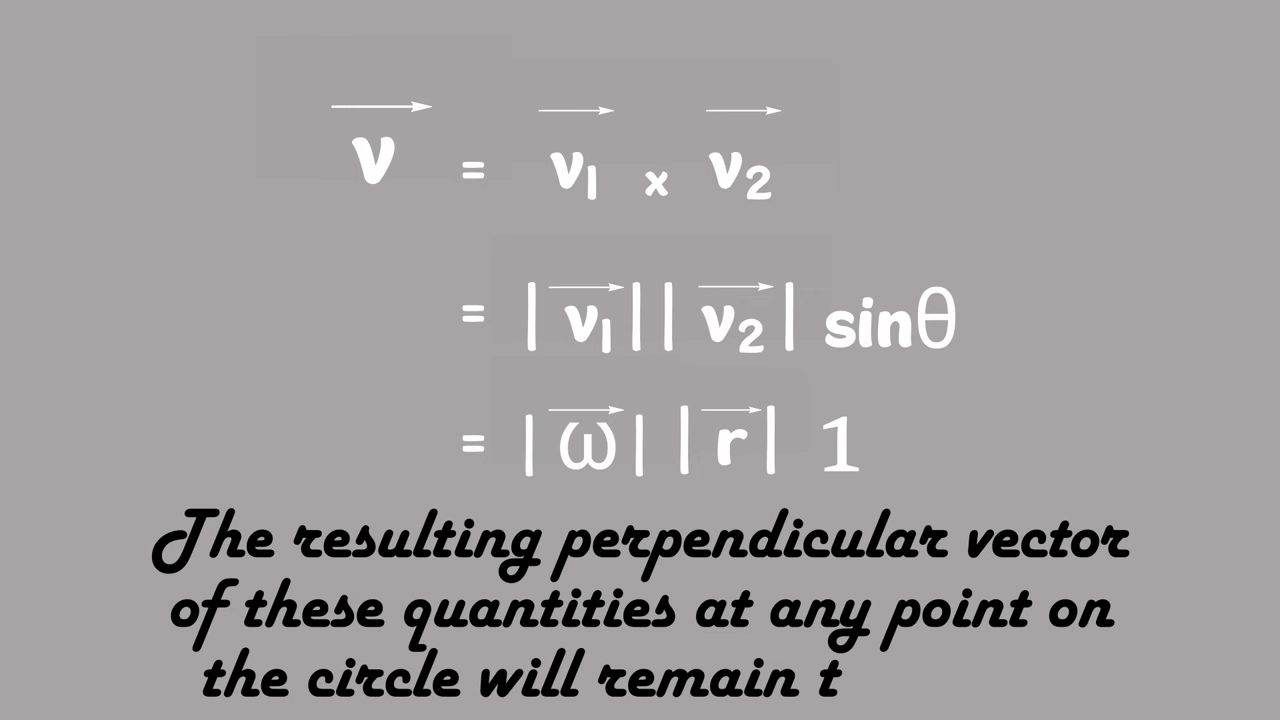 v⃗ = v₁⃗ × v₂⃗
= |v₁⃗||v₂⃗| sinθ
= |ω⃗| |r⃗| 1
The resulting perpendicular vector
of these quantities at any point on
the circle will remain t